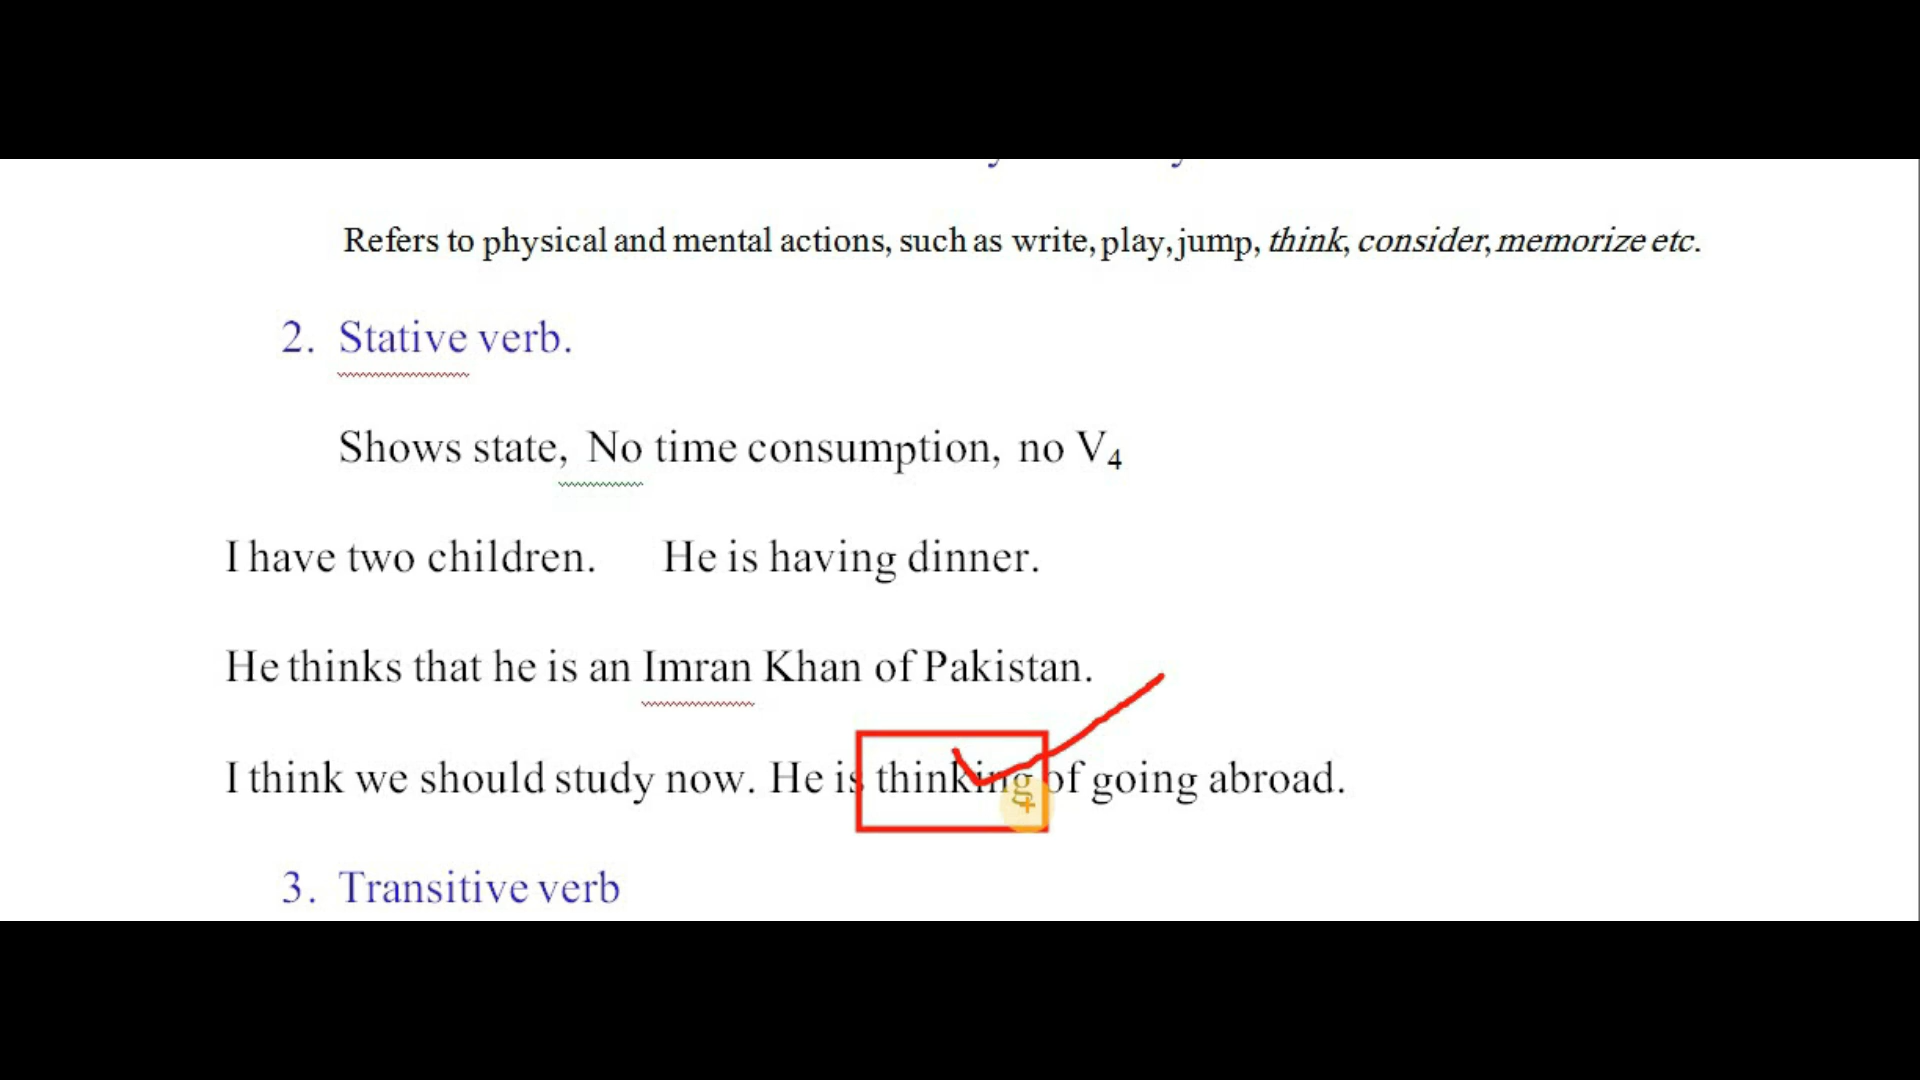 Refers to physical and mental actions, such as write, play, jump, think, consider, memorize etc.
2. Stative verb.
Shows state, No time consumption, no V₄
I have two children. He is having dinner.
He thinks that he is an Imran Khan of Pakistan.
I think we should study now. He is thinking of going abroad.
3. Transitive verb